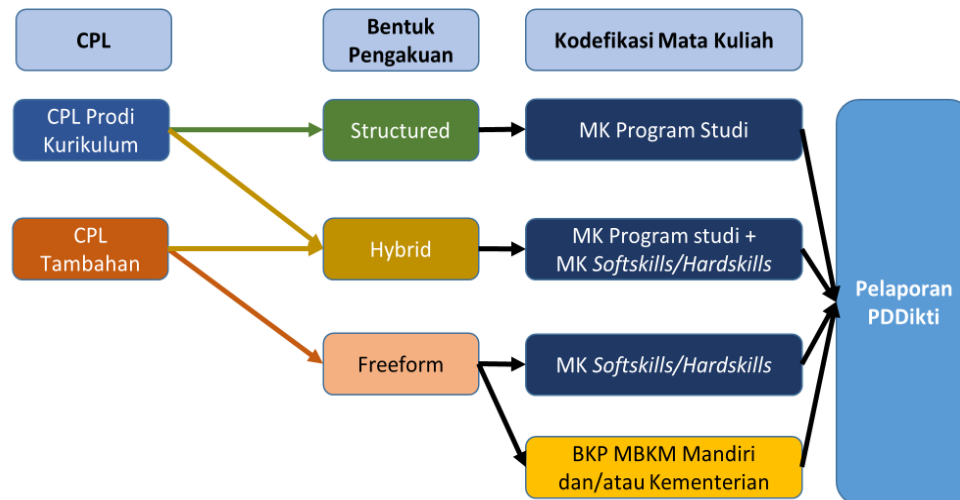 CPL
Bentuk
Pengakuan
Kodefikasi Mata Kuliah
CPL Prodi
Kurikulum
Structured
MK Program Studi
CPL
Tambahan
Hybrid
MK Program studi +
MK Softskills/Hardskills
Pelaporan
PDDikti
Freeform
MK Softskills/Hardskills
BKP MBKM Mandiri
dan/atau Kementerian